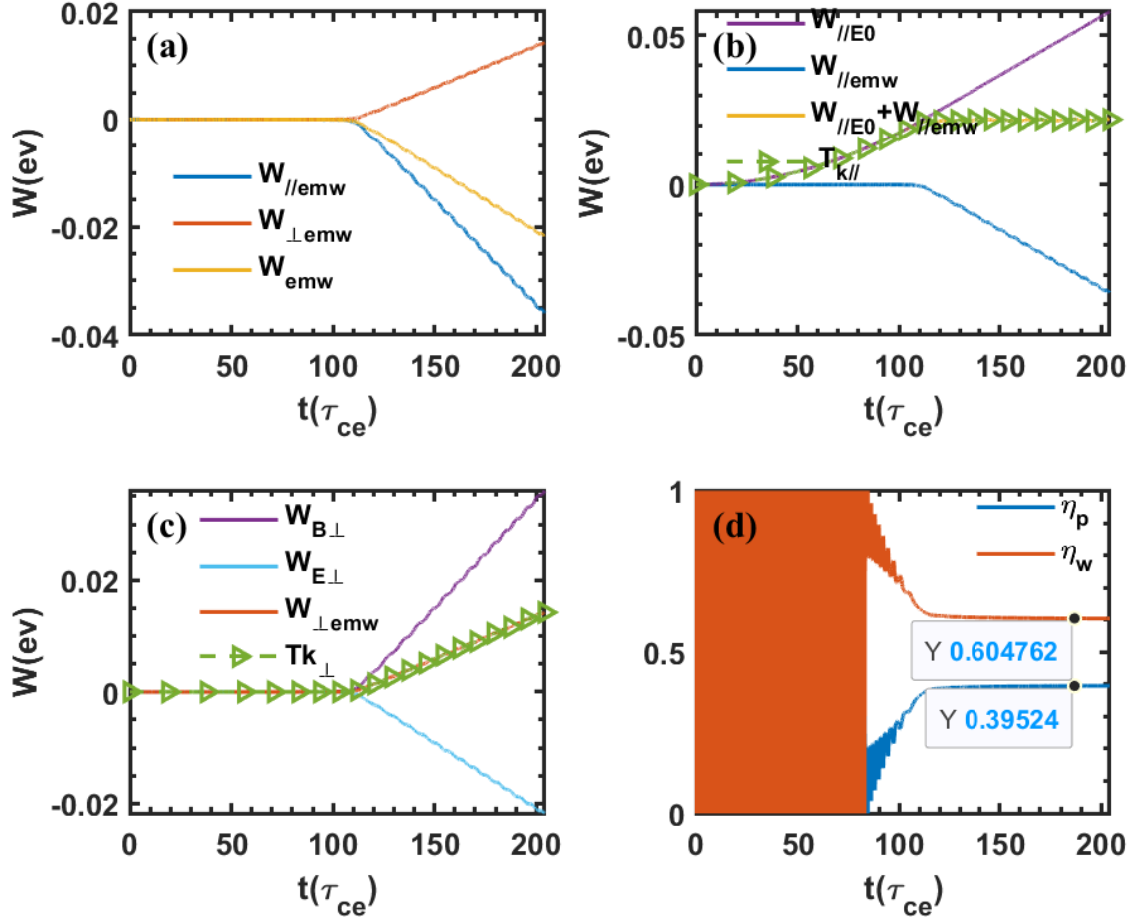 (a)
W(ev)
0.02
0
-0.02
-0.04
W//emw
W⊥emw
Wemw
0 50 100 150 200
t(τce)
(b)
W(ev)
0.05
0
-0.05
W//E0
W//emw
W//E0+W//emw
Tk//
0 50 100 150 200
t(τce)
(c)
W(ev)
0.02
0
-0.02
WB⊥
WE⊥
W⊥emw
Tk⊥
0 50 100 150 200
t(τce)
(d)
1
0.5
0
ηp
ηw
Y 0.604762
Y 0.39524
0 50 100 150 200
t(τce)